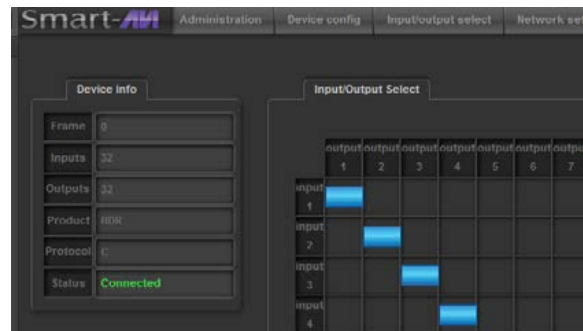 Smart-AVI Administration Device config Input/output select Network se
Device info
Frame 0
Inputs 32
Outputs 32
Product HDR
Protocol C
Status Connected
Input/Output Select
output output output output output output outpu
1 2 3 4 5 6 7
input
1
input
2
input
3
input
4